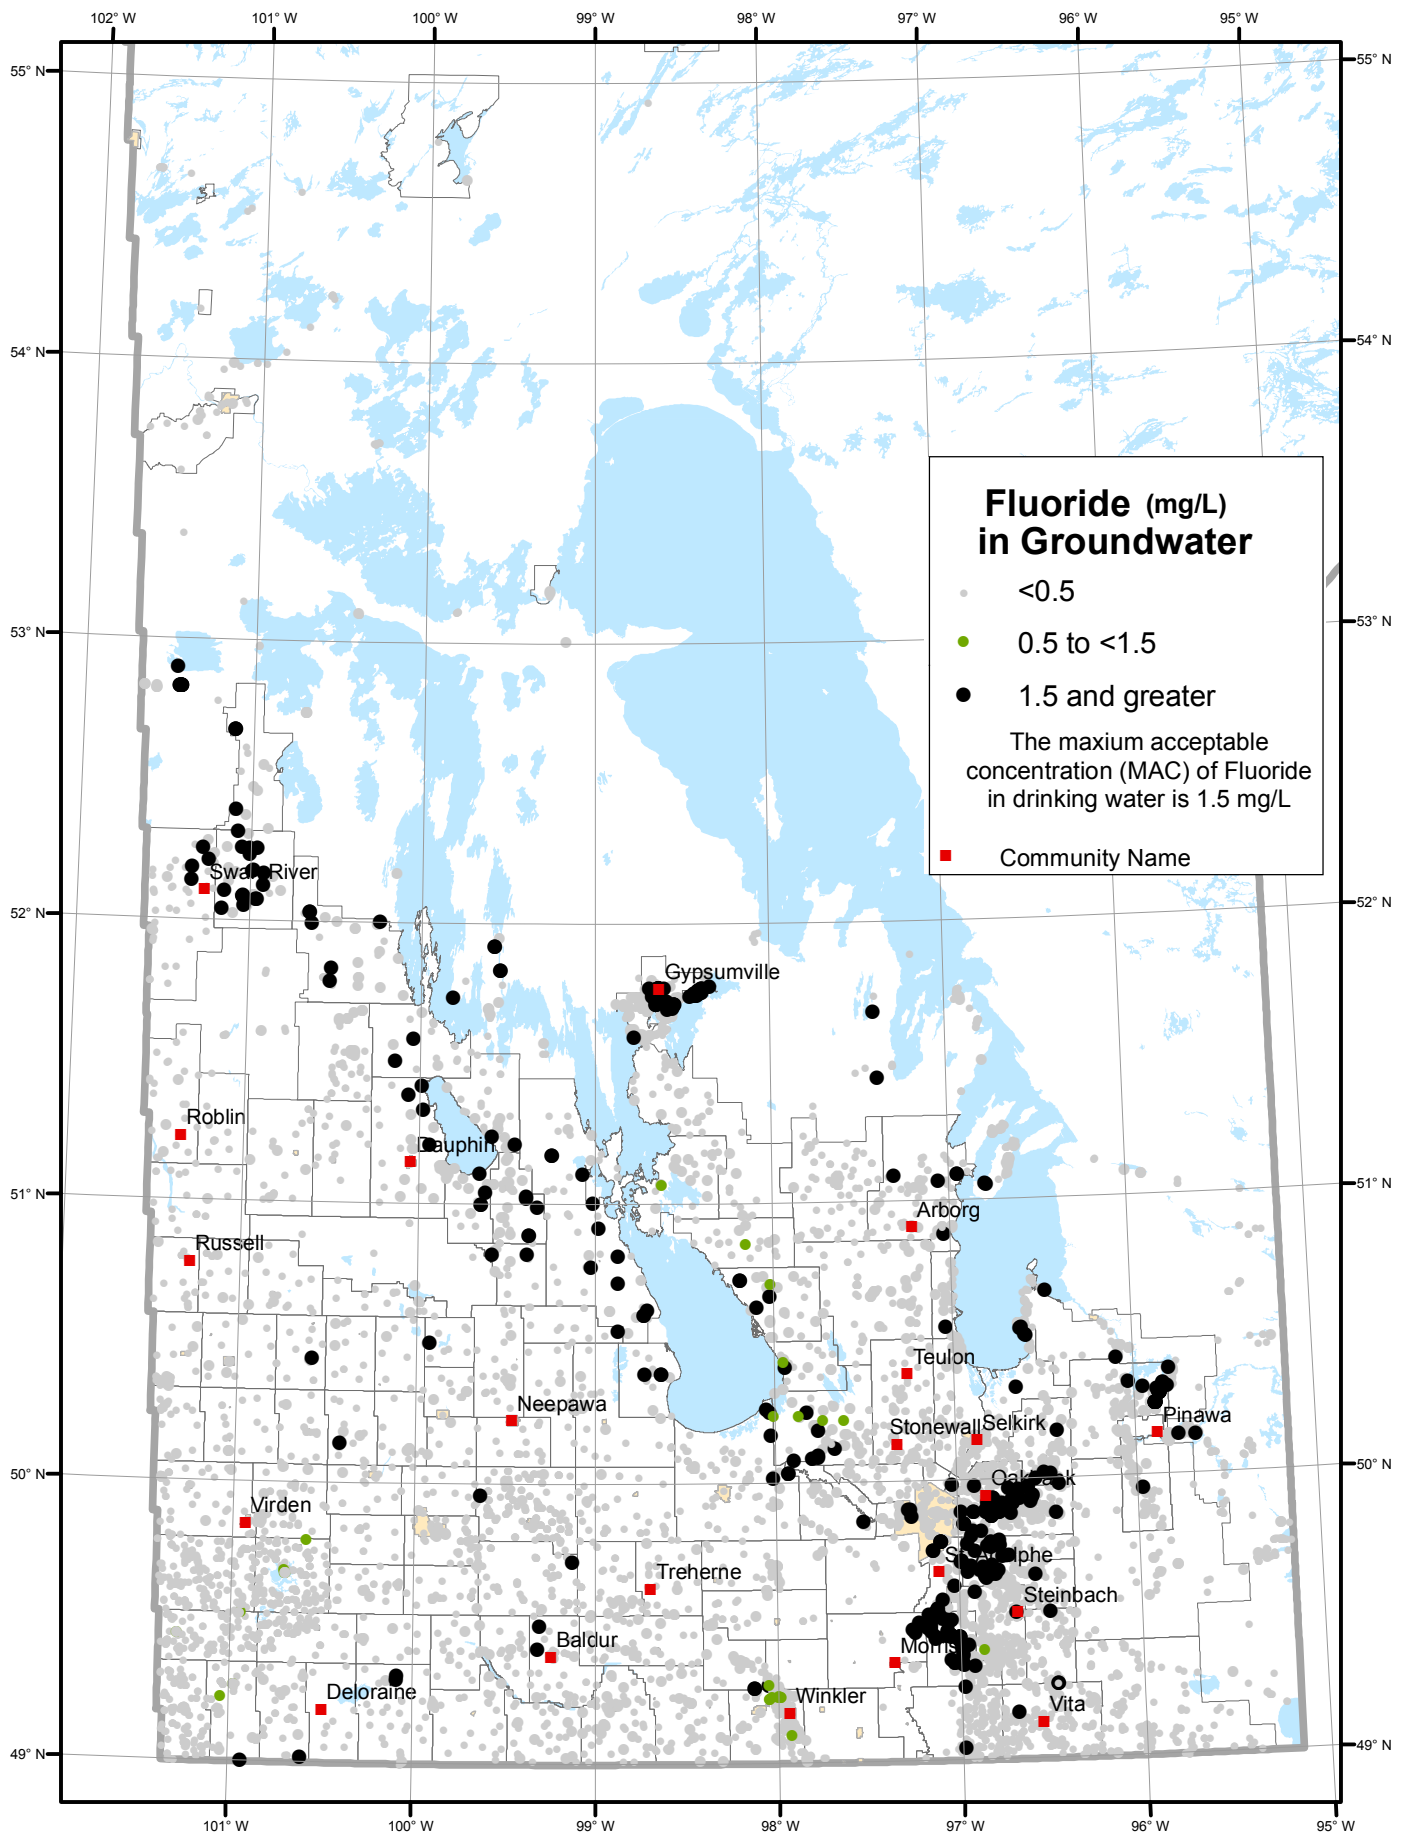 102° W 101° W 100° W 99° W 98° W 97° W 96° W 95° W
55° N 55° N
54° N 54° N
Fluoride (mg/L)
in Groundwater
<0.5
0.5 to <1.5
1.5 and greater
The maxium acceptable
concentration (MAC) of Fluoride
in drinking water is 1.5 mg/L
Community Name
53° N 53° N
Swan River
52° N 52° N
Gypsumville
Roblin
Dauphin
51° N 51° N
Arborg
Russell
Teulon
Neepawa
Pinawa
Stonewall Selkirk
50° N 50° N
Oakbank
Virden
St. Adolphe
Treherne
Steinbach
Baldur
Morris
Deloraine
Winkler
Vita
49° N 49° N
101° W 100° W 99° W 98° W 97° W 96° W 95° W